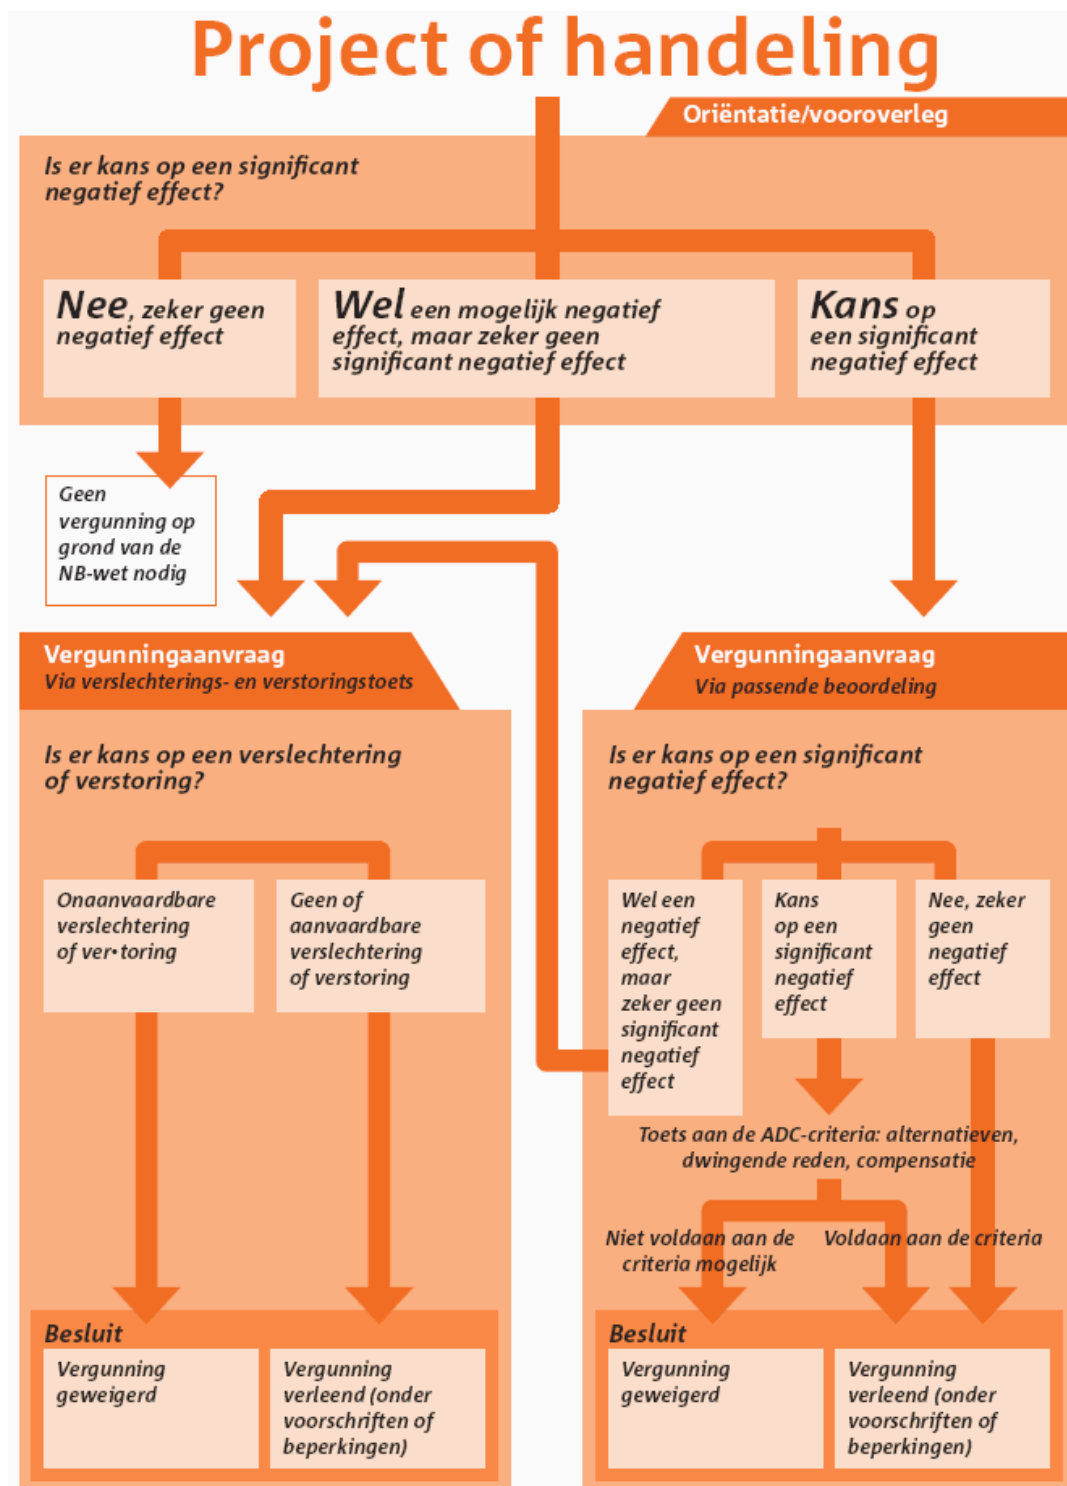 Project of handeling
Oriëntatie/vooroverleg
Is er kans op een significant
negatief effect?
Nee, zeker geen
negatief effect
Wel een mogelijk negatief
effect, maar zeker geen
significant negatief effect
Kans op
een significant
negatief effect
Geen
vergunning op
grond van de
NB-wet nodig
Vergunningaanvraag
Via verslechterings- en verstoringstoets
Is er kans op een verslechtering
of verstoring?
Onaanvaardbare
verslechtering
of ver•toring
Geen of
aanvaardbare
verslechtering
of verstoring
Besluit
Vergunning
geweigerd
Vergunning
verleend (onder
voorschriften of
beperkingen)
Vergunningaanvraag
Via passende beoordeling
Is er kans op een significant
negatief effect?
Wel een
negatief
effect,
maar
zeker geen
significant
negatief
effect
Kans
op een
significant
negatief
effect
Nee, zeker
geen
negatief
effect
Toets aan de ADC-criteria: alternatieven,
dwingende reden, compensatie
Niet voldaan aan de
criteria mogelijk
Voldaan aan de criteria
Besluit
Vergunning
geweigerd
Vergunning
verleend (onder
voorschriften of
beperkingen)